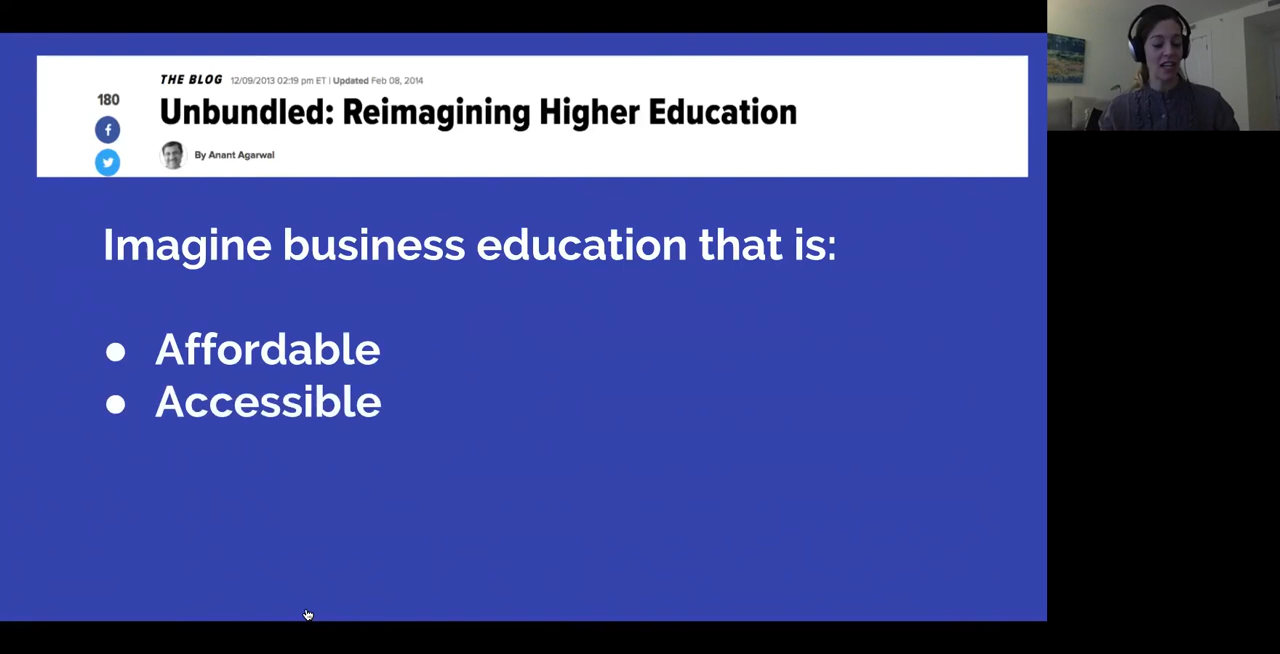 THE BLOG 12/09/2013 02:19 pm ET | Updated Feb 08, 2014
180
Unbundled: Reimagining Higher Education
By Anant Agarwal
Imagine business education that is:
● Affordable
● Accessible